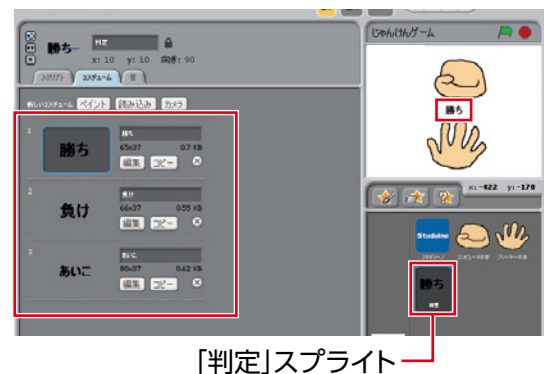 じゃんけんゲーム
勝ち
判定
x: 10 y: 10 向き: 90
スクリプト コスチューム 音
新しいコスチューム ペイント 読み込み カメラ
1
勝ち
勝ち
65x37 0.7 KB
編集 コピー
2
負け
負け
66x37 0.55 KB
編集 コピー
3
あいこ
あいこ
80x37 0.62 KB
編集 コピー
勝ち
x: -422 y: -170
Studuino
勝ち
判定
「判定」スプライト